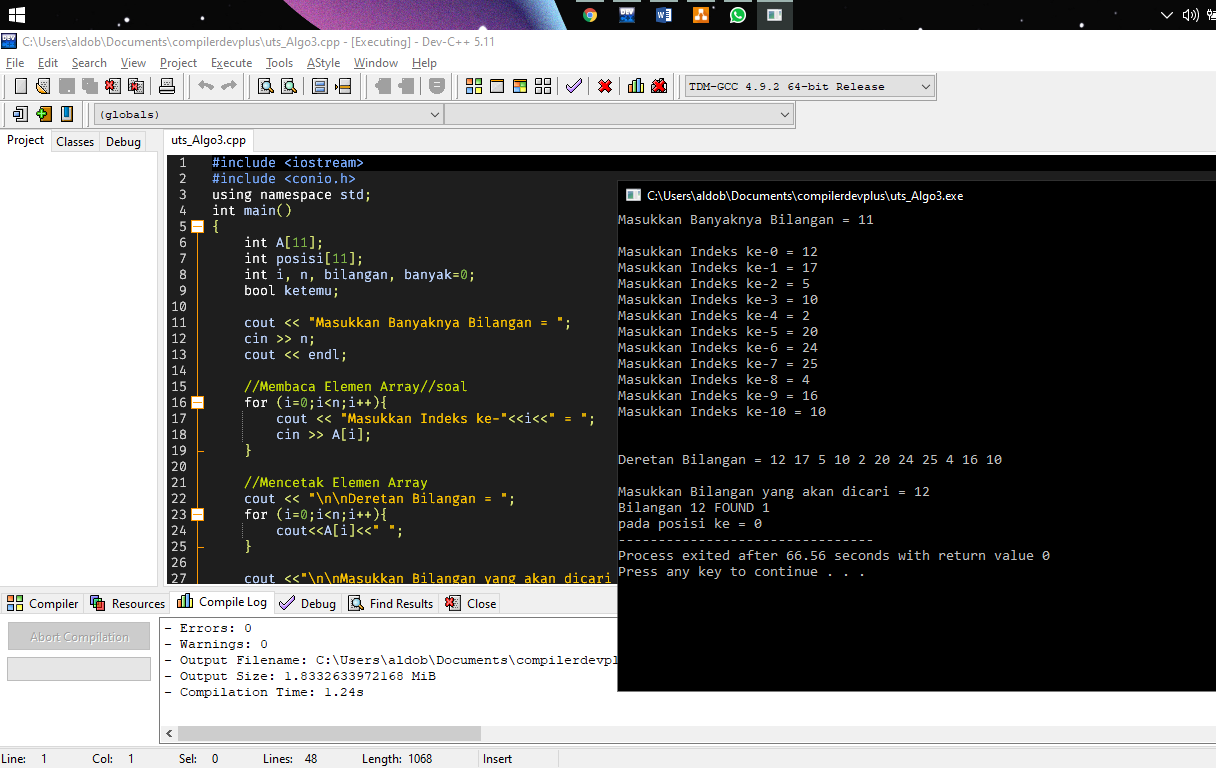 C:\Users\aldob\Documents\compilerdevplus\uts_Algo3.cpp - [Executing] - Dev-C++ 5.11
File Edit Search View Project Execute Tools AStyle Window Help
TDM-GCC 4.9.2 64-bit Release
(globals)
Project Classes Debug
uts_Algo3.cpp
1 #include <iostream>
2 #include <conio.h>
3 using namespace std;
4 int main()
5 {
6 int A[11];
7 int posisi[11];
8 int i, n, bilangan, banyak=0;
9 bool ketemu;
10
11 cout << "Masukkan Banyaknya Bilangan = ";
12 cin >> n;
13 cout << endl;
14
15 //Membaca Elemen Array//soal
16 for (i=0;i<n;i++){
17 cout << "Masukkan Indeks ke-"<<i<<" = ";
18 cin >> A[i];
19 }
20
21 //Mencetak Elemen Array
22 cout << "\n\nDeretan Bilangan = ";
23 for (i=0;i<n;i++){
24 cout<<A[i]<<" ";
25 }
26
27 cout <<"\n\nMasukkan Bilangan yang akan dicari
C:\Users\aldob\Documents\compilerdevplus\uts_Algo3.exe
Masukkan Banyaknya Bilangan = 11
Masukkan Indeks ke-0 = 12
Masukkan Indeks ke-1 = 17
Masukkan Indeks ke-2 = 5
Masukkan Indeks ke-3 = 10
Masukkan Indeks ke-4 = 2
Masukkan Indeks ke-5 = 20
Masukkan Indeks ke-6 = 24
Masukkan Indeks ke-7 = 25
Masukkan Indeks ke-8 = 4
Masukkan Indeks ke-9 = 16
Masukkan Indeks ke-10 = 10
Deretan Bilangan = 12 17 5 10 2 20 24 25 4 16 10
Masukkan Bilangan yang akan dicari = 12
Bilangan 12 FOUND 1
pada posisi ke = 0
--------------------------------
Process exited after 66.56 seconds with return value 0
Press any key to continue . . .
Compiler Resources Compile Log Debug Find Results Close
Abort Compilation
- Errors: 0
- Warnings: 0
- Output Filename: C:\Users\aldob\Documents\compilerdevpl
- Output Size: 1.8332633972168 MiB
- Compilation Time: 1.24s
Line: 1 Col: 1 Sel: 0 Lines: 48 Length: 1068 Insert